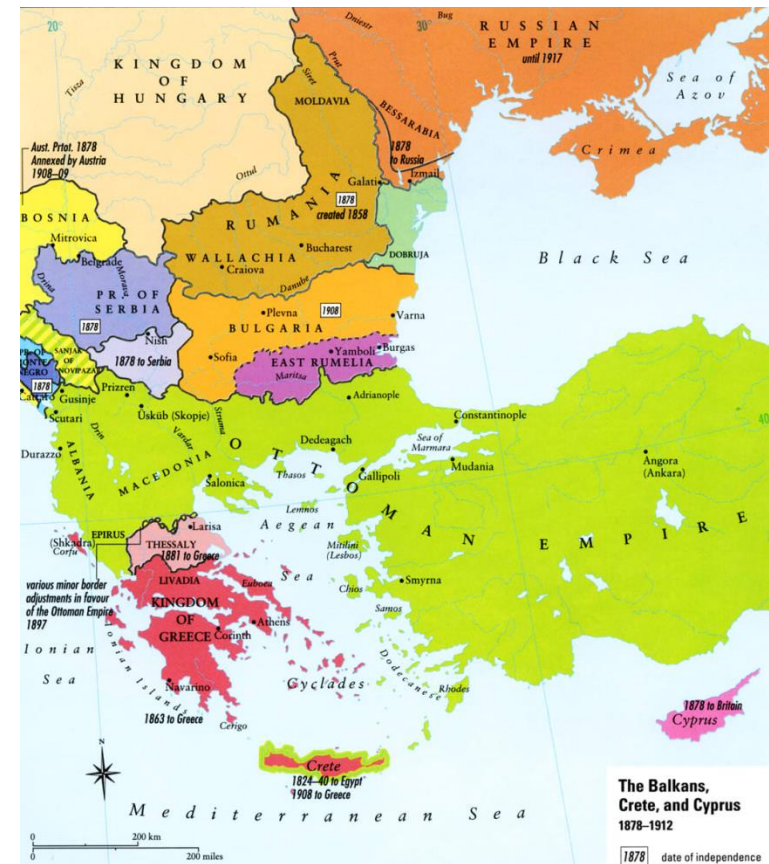 20°
30°
Dniestr
Bug
RUSSIAN
EMPIRE
until 1917
Sea of
Azov
KINGDOM
OF
HUNGARY
Tisza
Prut
Siret
MOLDAVIA
BESSARABIA
Crimea
Aust. Prtot. 1878
Annexed by Austria
1908–09
1878
to Russia
Ottul
Galati
Izmail
1878
created 1858
RUMANIA
BOSNIA
Mitrovica
Belgrade
Drina
Morava
WALLACHIA
Bucharest
Craiova
DOBRUJA
Danube
Black Sea
PR. OF
SERBIA
1878
Nish
1878 to Serbia
Plevna
1908
BULGARIA
Varna
Sofia
Yamboli
Burgas
EAST RUMELIA
Maritsa
PR. OF
MONTE
NEGRO
1878
SANJAK
OF
NOVIPAZA
Cattaro
Gusinje
Prizren
Scutari
Üsküb (Skopje)
Struma
Adrianople
Constantinople
40°
Drin
Vardar
Durazzo
ALBANIA
MACEDONIA
Dedeagach
Sea of
Marmara
Gallipoli
Mudania
Angora
(Ankara)
Salonica
Thasos
OTTOMAN EMPIRE
Lemnos
Aegean
Sea
EPIRUS
Larisa
(Shkadra)
Corfu
THESSALY
1881 to Greece
Mitilini
(Lesbos)
LIVADIA
Euboea
Chios
Smyrna
various minor border
adjustments in favour
of the Ottoman Empire
1897
KINGDOM
OF
GREECE
Athens
Corinth
Samos
Ionian
Sea
Ionian Islands
Navarino
Cyclades
Dodecanese
Rhodes
1863 to Greece
Cerigo
1878 to Britain
Cyprus
N
Crete
1824–40 to Egypt
1908 to Greece
Mediterranean Sea
0
200 km
0
200 miles
The Balkans,
Crete, and Cyprus
1878–1912
1878
date of independence